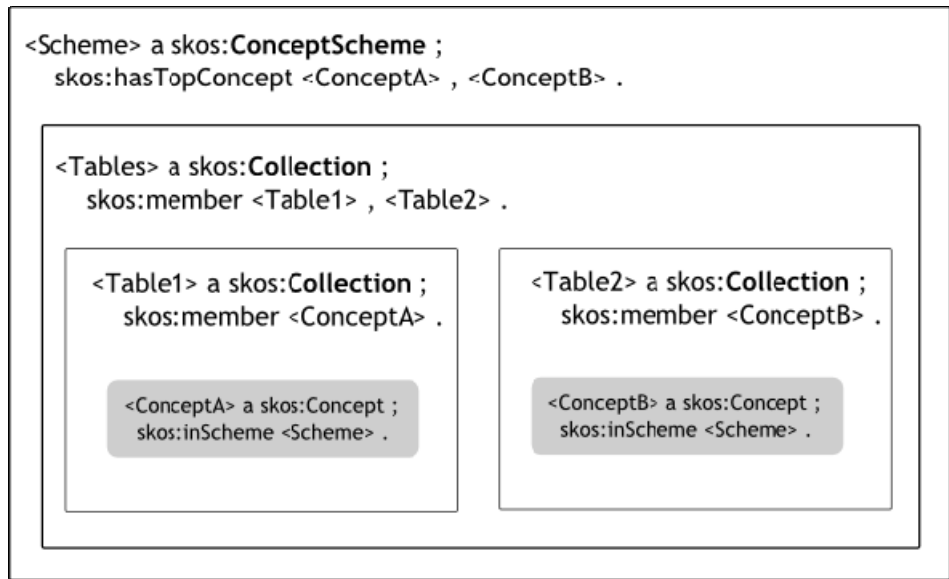 <Scheme> a skos:ConceptScheme ;
skos:hasTopConcept <ConceptA> , <ConceptB> .
<Tables> a skos:Collection ;
skos:member <Table1> , <Table2> .
<Table1> a skos:Collection ;
skos:member <ConceptA> .
<ConceptA> a skos:Concept ;
skos:inScheme <Scheme> .
<Table2> a skos:Collection ;
skos:member <ConceptB> .
<ConceptB> a skos:Concept ;
skos:inScheme <Scheme> .